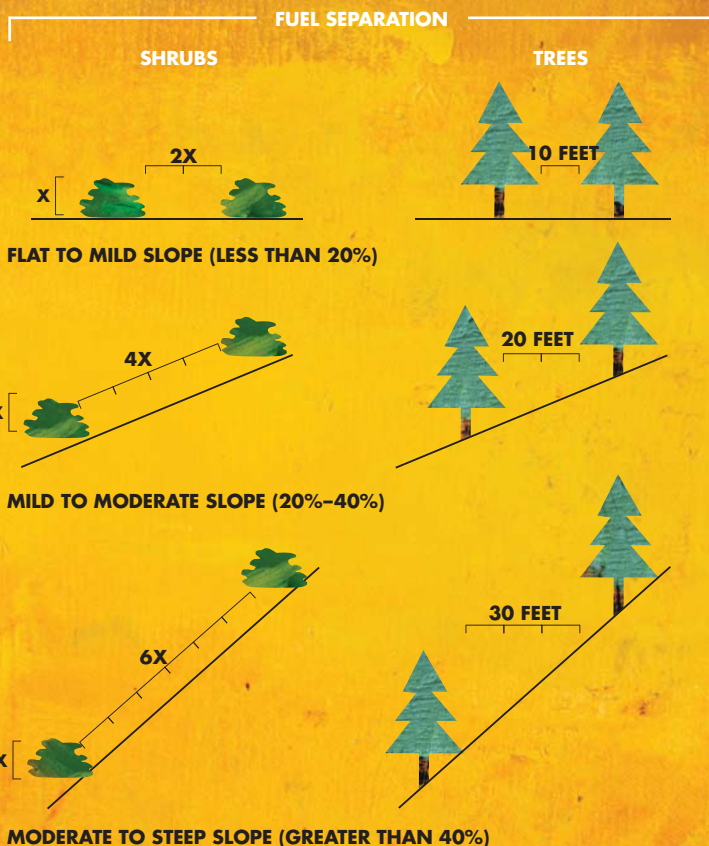 FUEL SEPARATION
SHRUBS
TREES
X
2X
10 FEET
FLAT TO MILD SLOPE (LESS THAN 20%)
4X
20 FEET
MILD TO MODERATE SLOPE (20%–40%)
6X
30 FEET
MODERATE TO STEEP SLOPE (GREATER THAN 40%)